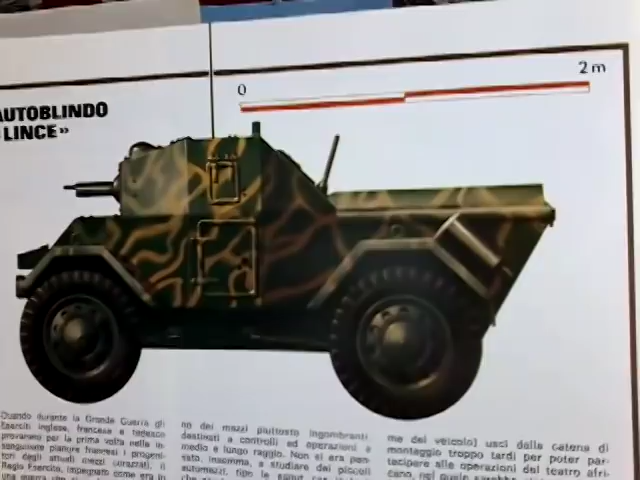 AUTOBLINDO
LINCE»
0
2 m
Quando durante la Grande Guerra gli
Eserciti inglese, francese e tedesco
provarono per la prima volta nelle in-
sanguinate pianure francesi i progeni-
tori degli attuali mezzi corazzati, il
Regio Esercito, impegnato come era in
no dei mezzi piuttosto ingombranti
destinati a controlli ed operazioni a
medio e lungo raggio. Non si era pen-
sato, insomma, a studiare dei piccoli
automezzi, tipo le
me del veicolo) uscì dalla catena di
montaggio troppo tardi per poter par-
tecipare alle operazioni del teatro afri-
cano, nel quale sarebbe